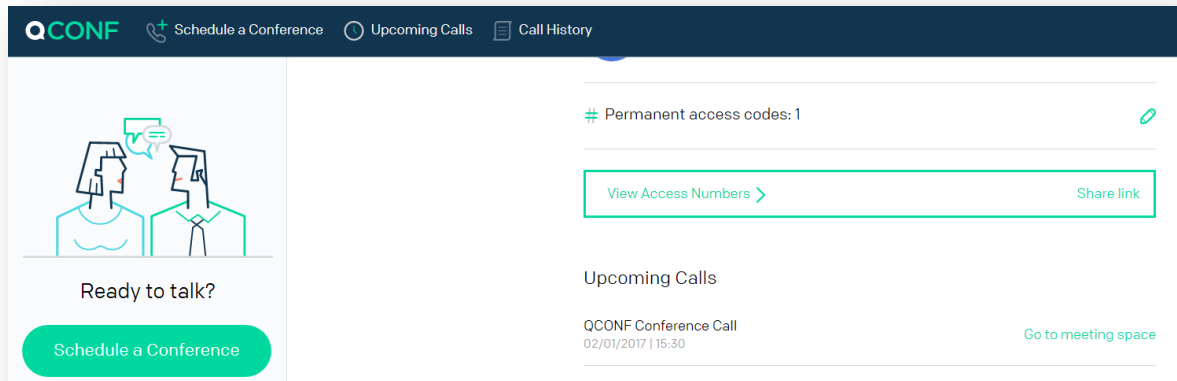 QCONF Schedule a Conference Upcoming Calls Call History
# Permanent access codes: 1
View Access Numbers Share link
Ready to talk?
Schedule a Conference
Upcoming Calls
QCONF Conference Call
02/01/2017 | 15:30
Go to meeting space